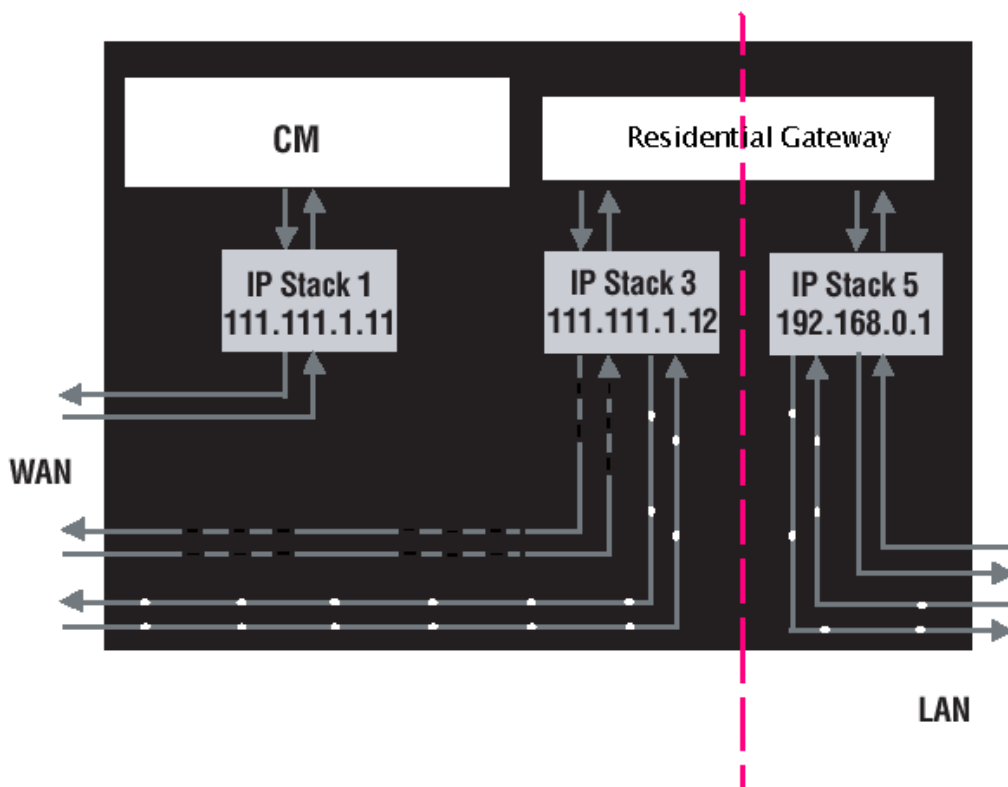 CM
Residential Gateway
IP Stack 1
111.111.1.11
IP Stack 3
111.111.1.12
IP Stack 5
192.168.0.1
WAN
LAN